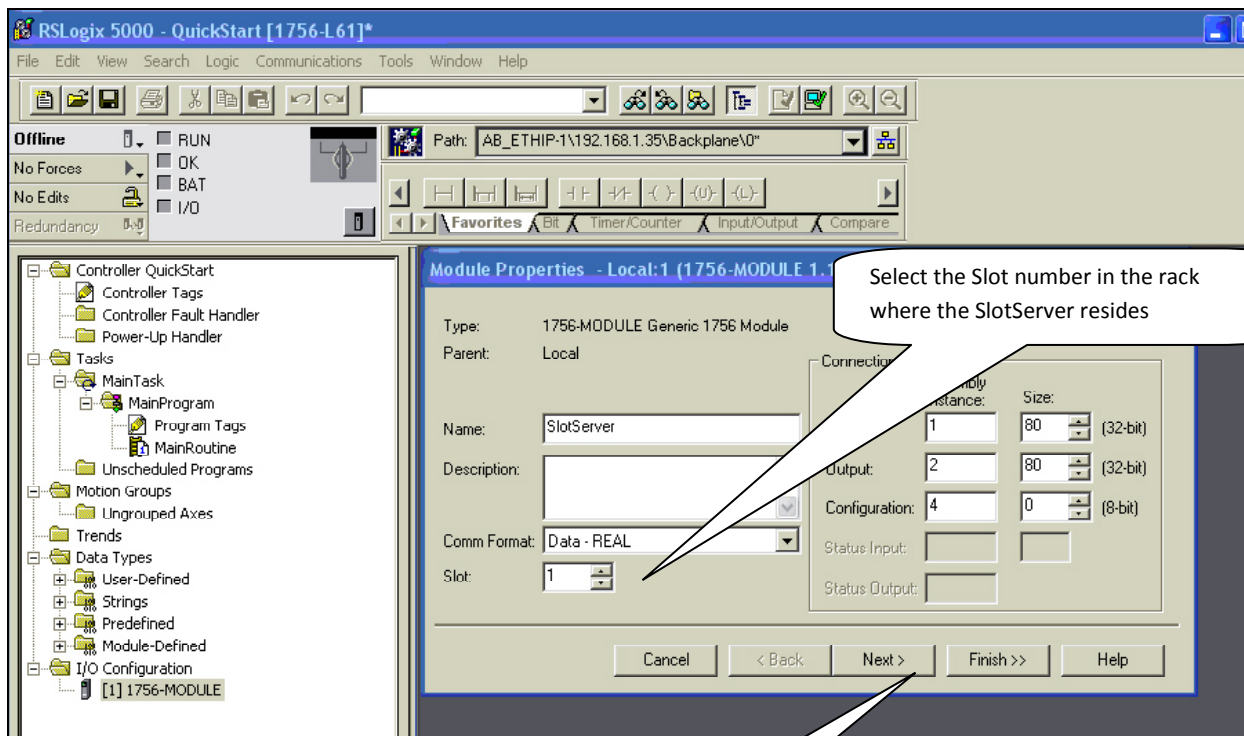 RSLogix 5000 - QuickStart [1756-L61]*
File Edit View Search Logic Communications Tools Window Help
Offline
RUN
No Forces
OK
No Edits
BAT
I/O
Redundancy
Path: AB_ETHIP-1\192.168.1.35\Backplane\0*
Favorites Bit Timer/Counter Input/Output Compare
Controller QuickStart
Controller Tags
Controller Fault Handler
Power-Up Handler
Tasks
MainTask
MainProgram
Program Tags
MainRoutine
Unscheduled Programs
Motion Groups
Ungrouped Axes
Trends
Data Types
User-Defined
Strings
Predefined
Module-Defined
I/O Configuration
[1] 1756-MODULE
Module Properties - Local:1 (1756-MODULE 1.1
Select the Slot number in the rack
where the SlotServer resides
Type: 1756-MODULE Generic 1756 Module
Parent: Local
Name: SlotServer
Description:
Comm Format: Data - REAL
Slot: 1
Connection
Size:
1 80 (32-bit)
Output: 2 80 (32-bit)
Configuration: 4 0 (8-bit)
Status Input:
Status Output:
Cancel < Back Next > Finish >> Help